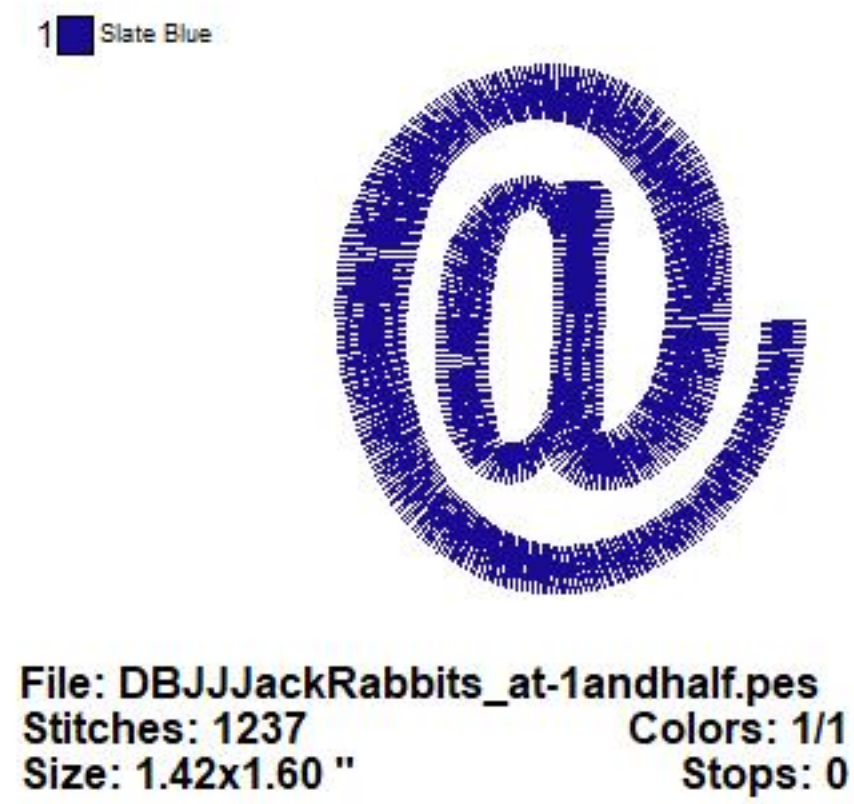 1 Slate Blue
@
File: DBJJJackRabbits_at-1andhalf.pes
Stitches: 1237 Colors: 1/1
Size: 1.42x1.60 " Stops: 0